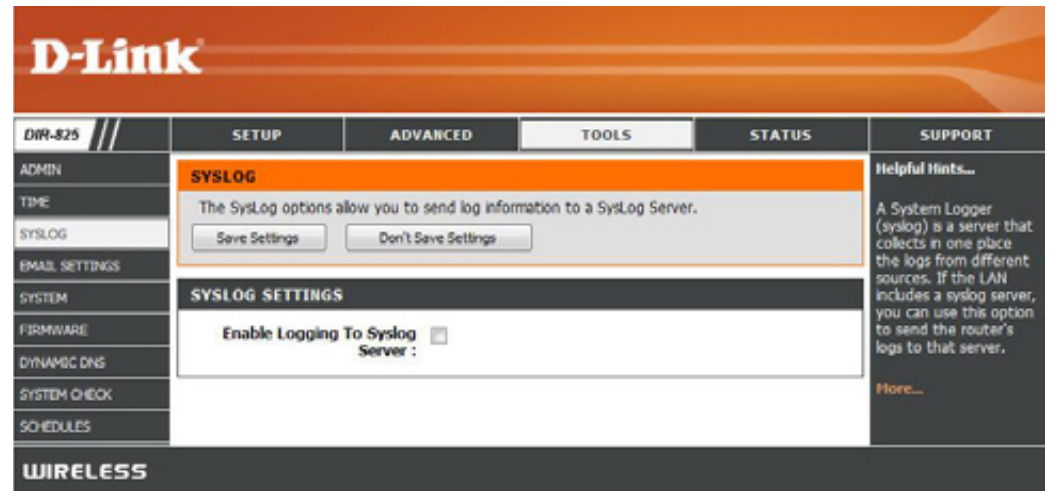 D-Link
DIR-825
SETUP
ADVANCED
TOOLS
STATUS
SUPPORT
ADMIN
TIME
SYSLOG
EMAIL SETTINGS
SYSTEM
FIRMWARE
DYNAMIC DNS
SYSTEM CHECK
SCHEDULES
SYSLOG
The SysLog options allow you to send log information to a SysLog Server.
Save Settings
Don't Save Settings
SYSLOG SETTINGS
Enable Logging To Syslog
Server :
Helpful Hints...
A System Logger
(syslog) is a server that
collects in one place
the logs from different
sources. If the LAN
includes a syslog server,
you can use this option
to send the router's
logs to that server.
More...
WIRELESS